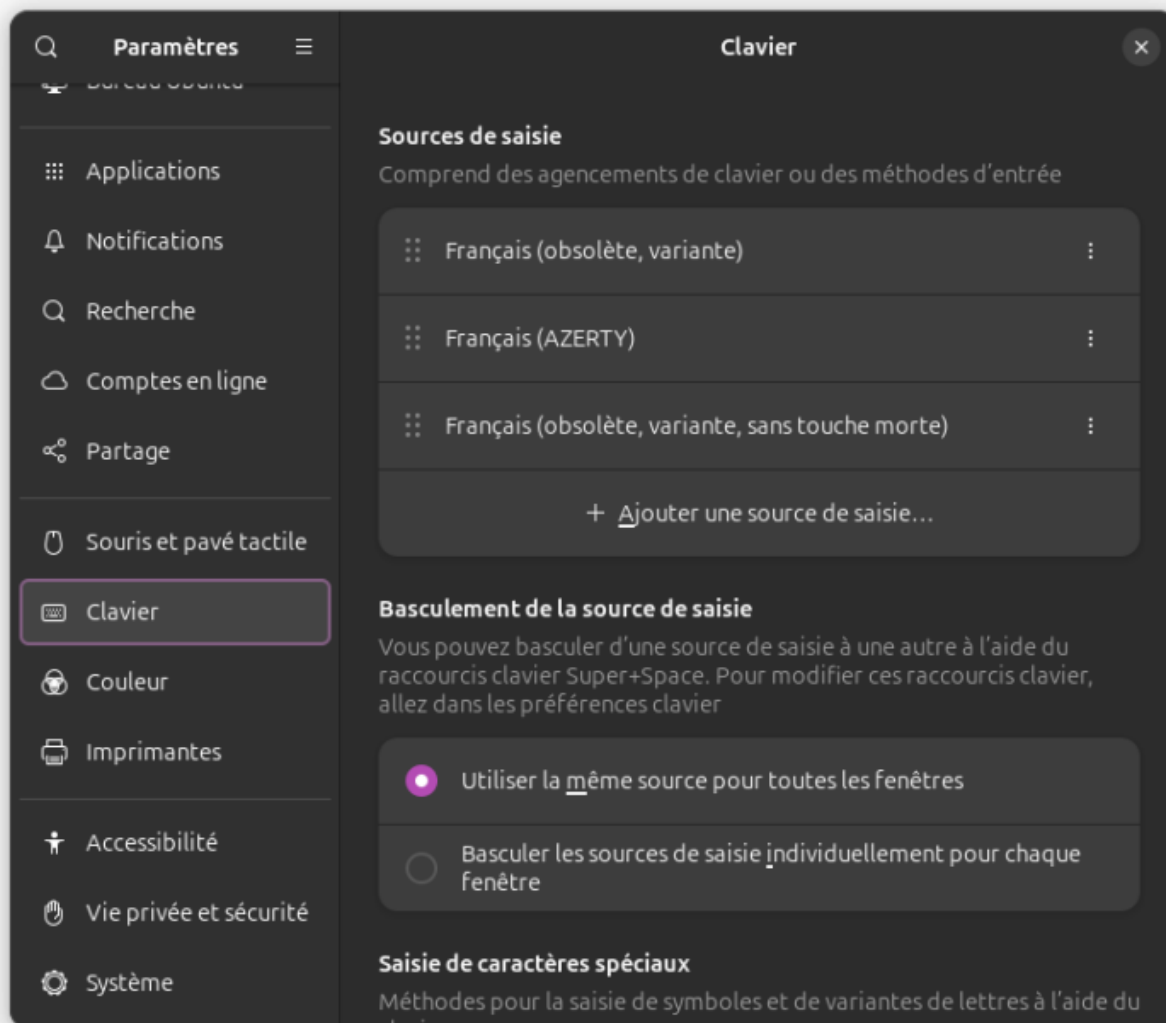 Paramètres
Clavier
Bureau Ubuntu
Applications
Notifications
Recherche
Comptes en ligne
Partage
Souris et pavé tactile
Clavier
Couleur
Imprimantes
Accessibilité
Vie privée et sécurité
Système
Sources de saisie
Comprend des agencements de clavier ou des méthodes d'entrée
Français (obsolète, variante)
Français (AZERTY)
Français (obsolète, variante, sans touche morte)
+ Ajouter une source de saisie…
Basculement de la source de saisie
Vous pouvez basculer d'une source de saisie à une autre à l'aide du
raccourcis clavier Super+Space. Pour modifier ces raccourcis clavier,
allez dans les préférences clavier
Utiliser la même source pour toutes les fenêtres
Basculer les sources de saisie individuellement pour chaque
fenêtre
Saisie de caractères spéciaux
Méthodes pour la saisie de symboles et de variantes de lettres à l'aide du